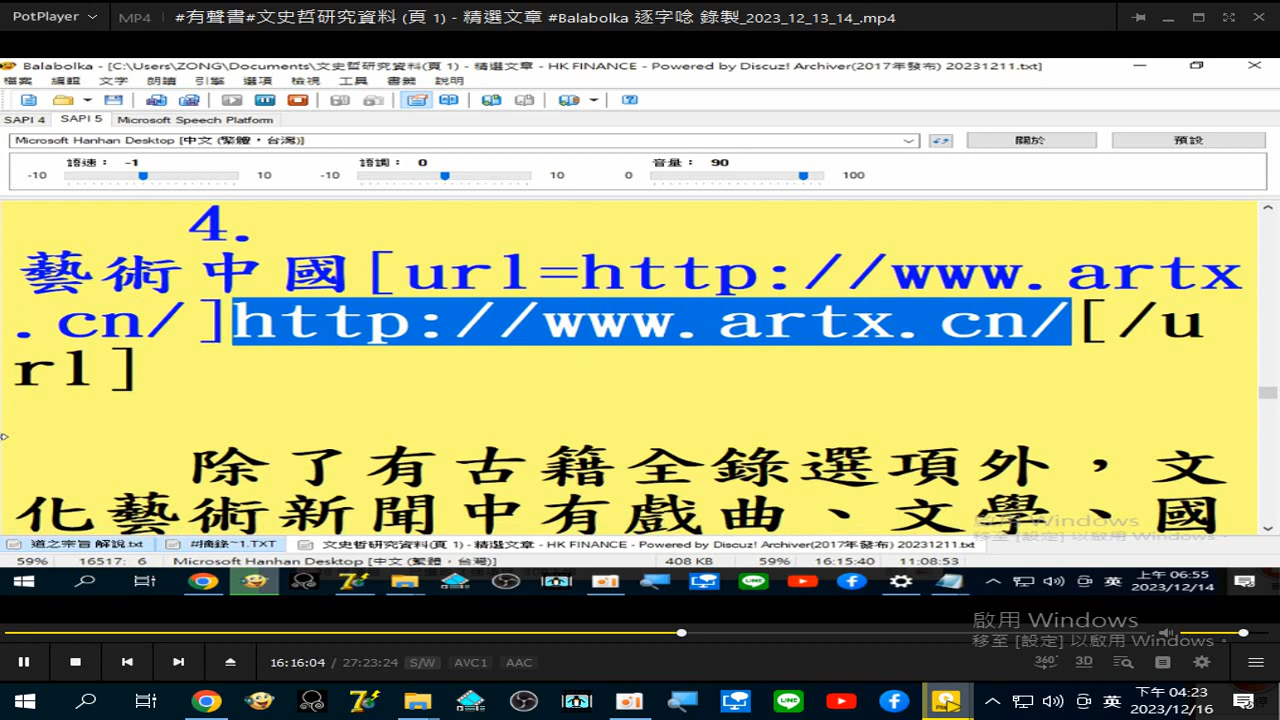 PotPlayer MP4 #有聲書#文史哲研究資料 (頁 1) - 精選文章 #Balabolka 逐字唸 錄製_2023_12_13_14_.mp4
Balabolka - [C:\Users\ZONG\Documents\文史哲研究資料(頁 1) - 精選文章 - HK FINANCE - Powered by Discuz! Archiver(2017年發布) 20231211.txt]
檔案 編輯 文字 朗讀 引擎 選項 檢視 工具 書籤 說明
SAPI 4 SAPI 5 Microsoft Speech Platform
Microsoft Hanhan Desktop [中文 (繁體，台灣)] 關於 預設
語速： -1 語調： 0 音量： 90
-10 10 -10 10 0 100
4.
藝術中國[url=http://www.artx
.cn/]http://www.artx.cn/[/u
rl]
除了有古籍全錄選項外，文
化藝術新聞中有戲曲、文學、國
啟用 Windows
移至 [設定] 以啟用 Windows。
道之宗旨 解說.txt #摘錄~1.TXT 文史哲研究資料(頁 1) - 精選文章 - HK FINANCE - Powered by Discuz! Archiver(2017年發布) 20231211.txt
59% 16517: 6 Microsoft Hanhan Desktop [中文 (繁體，台灣)] 408 KB 59% 16:15:40 11:08:53
英 上午 06:55
2023/12/14
啟用 Windows
移至 [設定] 以啟用 Windows。
16:16:04 / 27:23:24 S/W AVC1 AAC 360° 3D
英 下午 04:23
2023/12/16